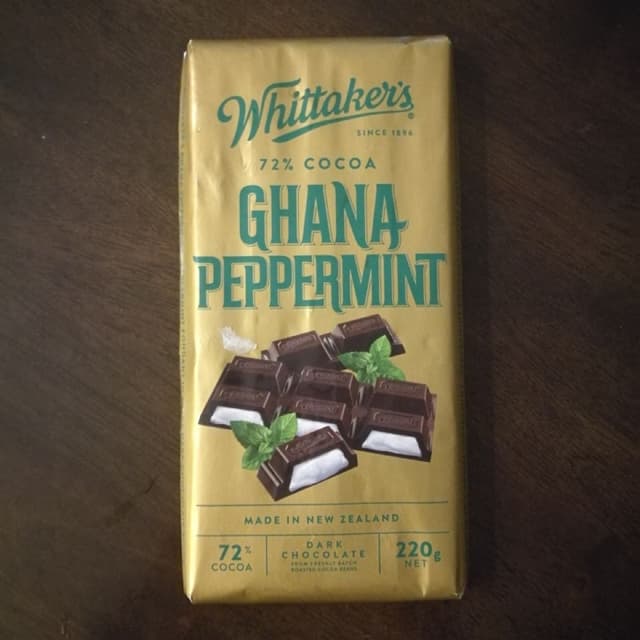 Whittaker's
SINCE 1896
72% COCOA
GHANA
PEPPERMINT
MADE IN NEW ZEALAND
72%
COCOA
DARK
CHOCOLATE
FROM FRESHLY BATCH
ROASTED COCOA BEANS
220g
NET